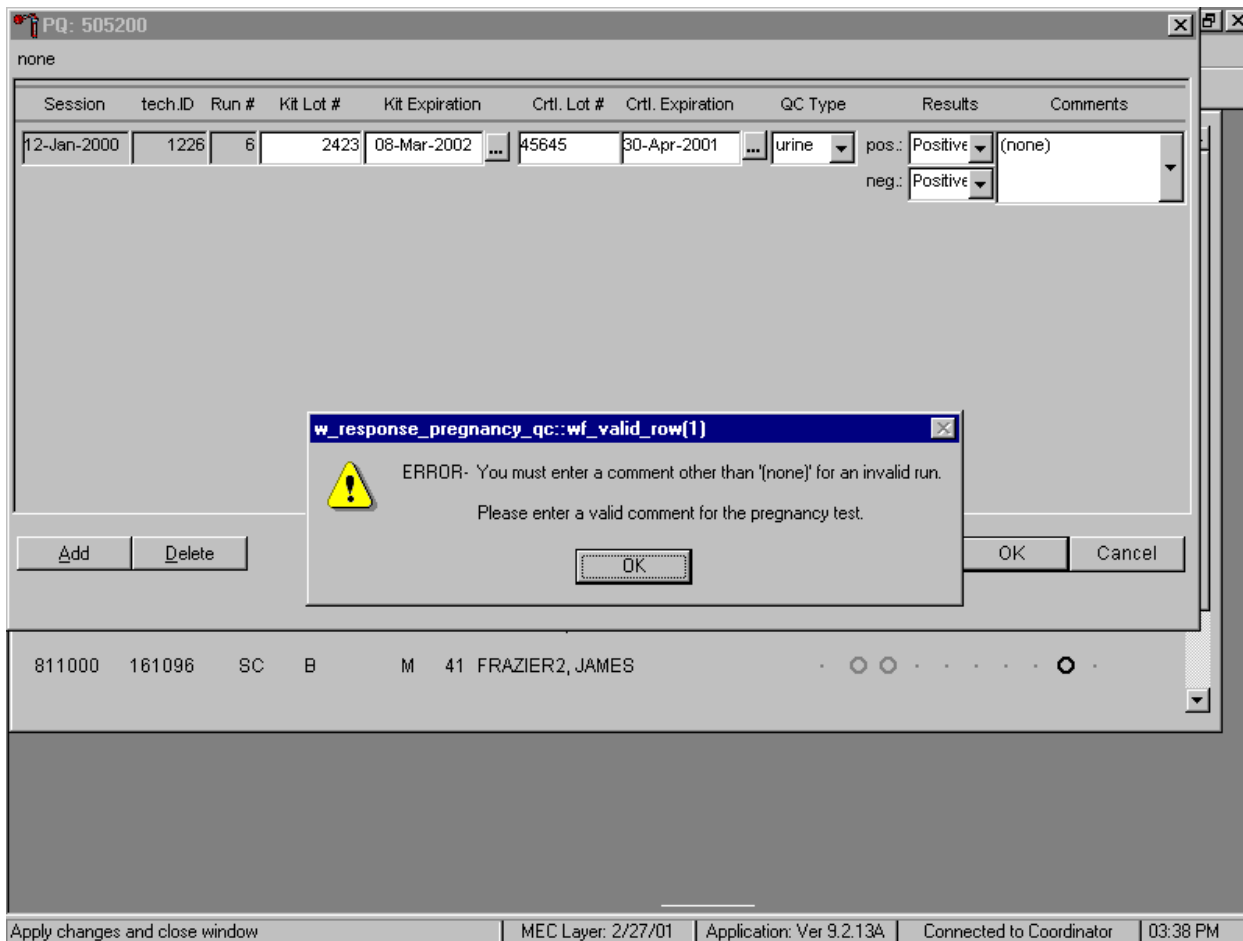 PQ: 505200
none
Session tech.ID Run # Kit Lot # Kit Expiration Crtl. Lot # Crtl. Expiration QC Type Results Comments
12-Jan-2000 1226 6 2423 08-Mar-2002 ... 45645 30-Apr-2001 ... urine pos.: Positive (none)
neg.: Positive
w_response_pregnancy_qc::wf_valid_row(1)
ERROR- You must enter a comment other than '(none)' for an invalid run.
Please enter a valid comment for the pregnancy test.
OK
Add Delete OK Cancel
811000 161096 SC B M 41 FRAZIER2, JAMES
Apply changes and close window MEC Layer: 2/27/01 Application: Ver 9.2.13A Connected to Coordinator 03:38 PM